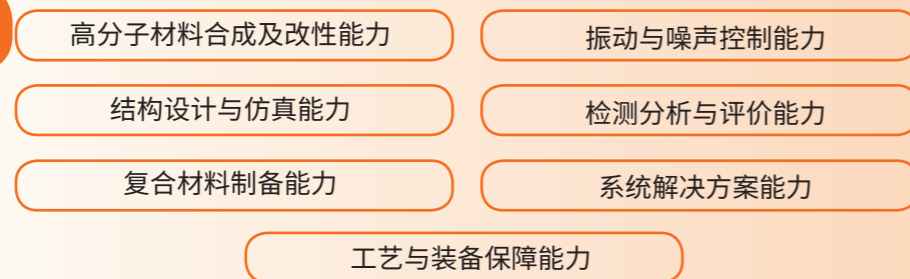 高分子材料合成及改性能力
振动与噪声控制能力
结构设计与仿真能力
检测分析与评价能力
复合材料制备能力
系统解决方案能力
工艺与装备保障能力